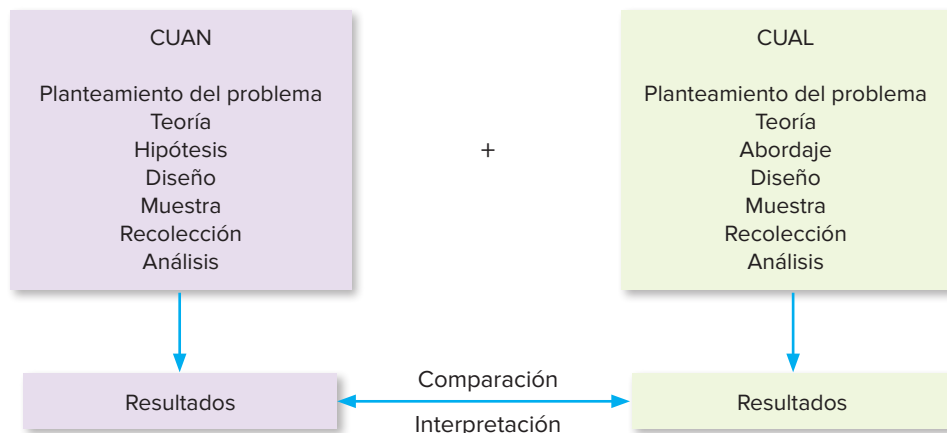 CUAN
Planteamiento del problema
Teoría
Hipótesis
Diseño
Muestra
Recolección
Análisis
+
CUAL
Planteamiento del problema
Teoría
Abordaje
Diseño
Muestra
Recolección
Análisis
Resultados
Comparación
Interpretación
Resultados